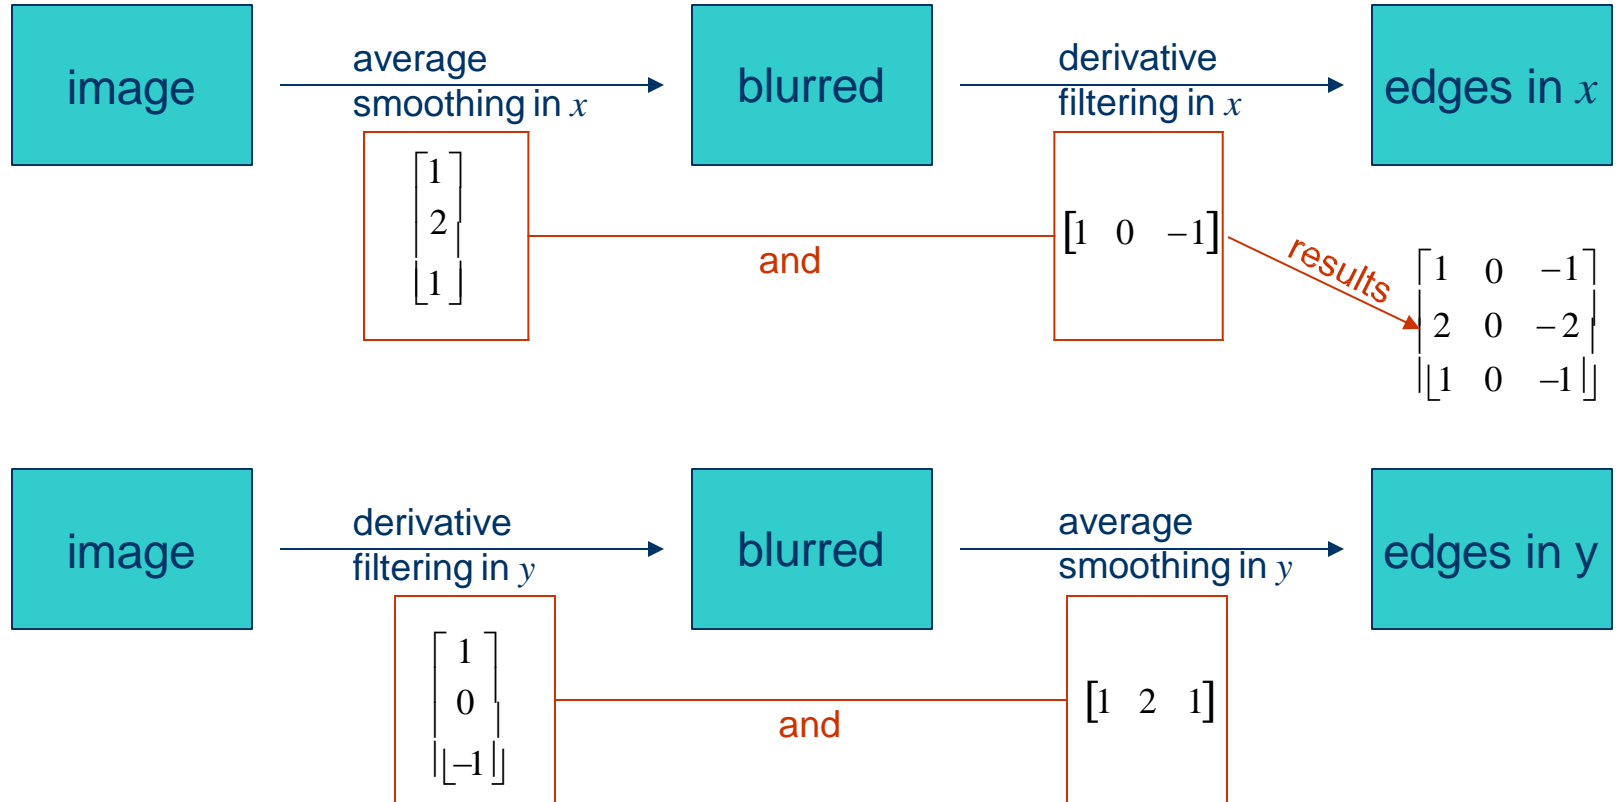 image
average
smoothing in x
blurred
derivative
filtering in x
edges in x
1
2
1
and
[1 0 −1]
results
1 0 −1
2 0 −2
1 0 −1
image
derivative
filtering in y
blurred
average
smoothing in y
edges in y
1
0
−1
and
[1 2 1]